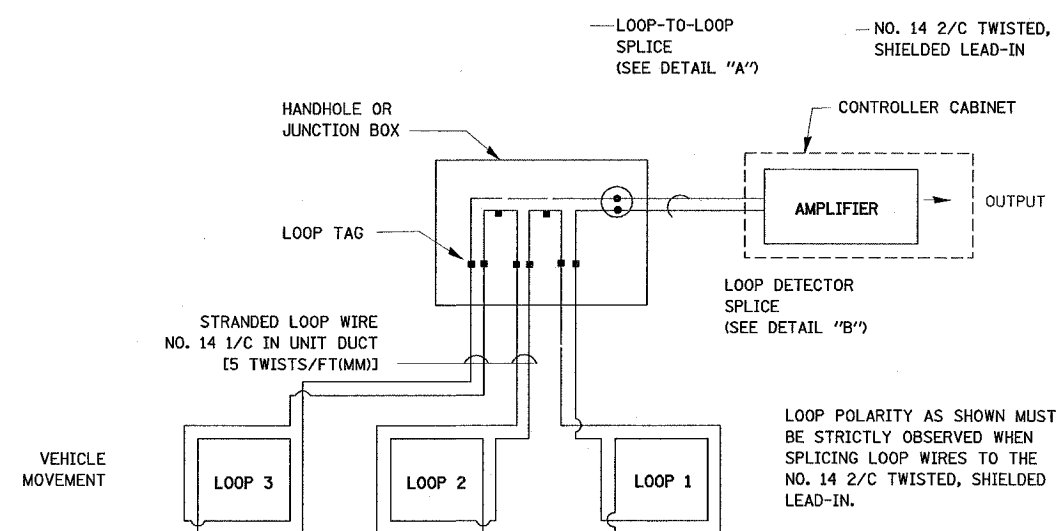 LOOP-TO-LOOP
SPLICE
(SEE DETAIL "A")
NO. 14 2/C TWISTED,
SHIELDED LEAD-IN
HANDHOLE OR
JUNCTION BOX
CONTROLLER CABINET
AMPLIFIER
OUTPUT
LOOP TAG
LOOP DETECTOR
SPLICE
(SEE DETAIL "B")
STRANDED LOOP WIRE
NO. 14 1/C IN UNIT DUCT
[5 TWISTS/FT(MM)]
VEHICLE
MOVEMENT
LOOP 3
LOOP 2
LOOP 1
LOOP POLARITY AS SHOWN MUST
BE STRICTLY OBSERVED WHEN
SPLICING LOOP WIRES TO THE
NO. 14 2/C TWISTED, SHIELDED
LEAD-IN.